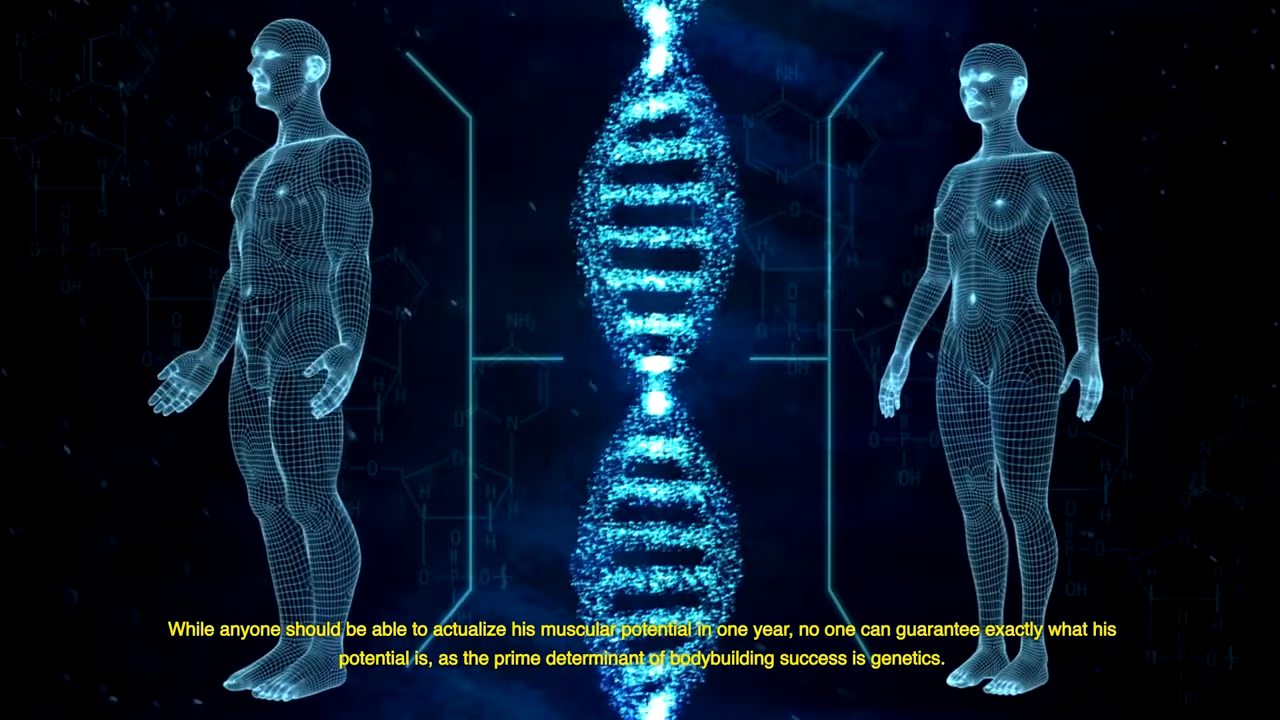 While anyone should be able to actualize his muscular potential in one year, no one can guarantee exactly what his
potential is, as the prime determinant of bodybuilding success is genetics.